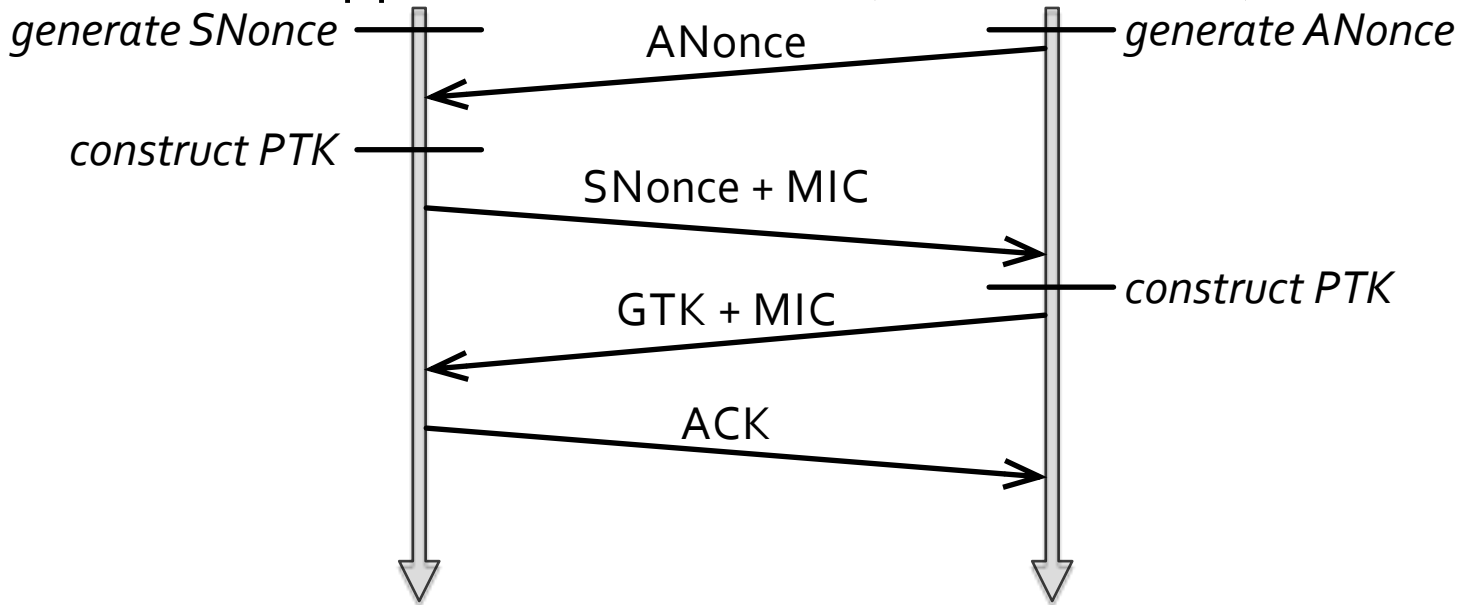 generate SNonce
ANonce
generate ANonce
construct PTK
SNonce + MIC
construct PTK
GTK + MIC
ACK